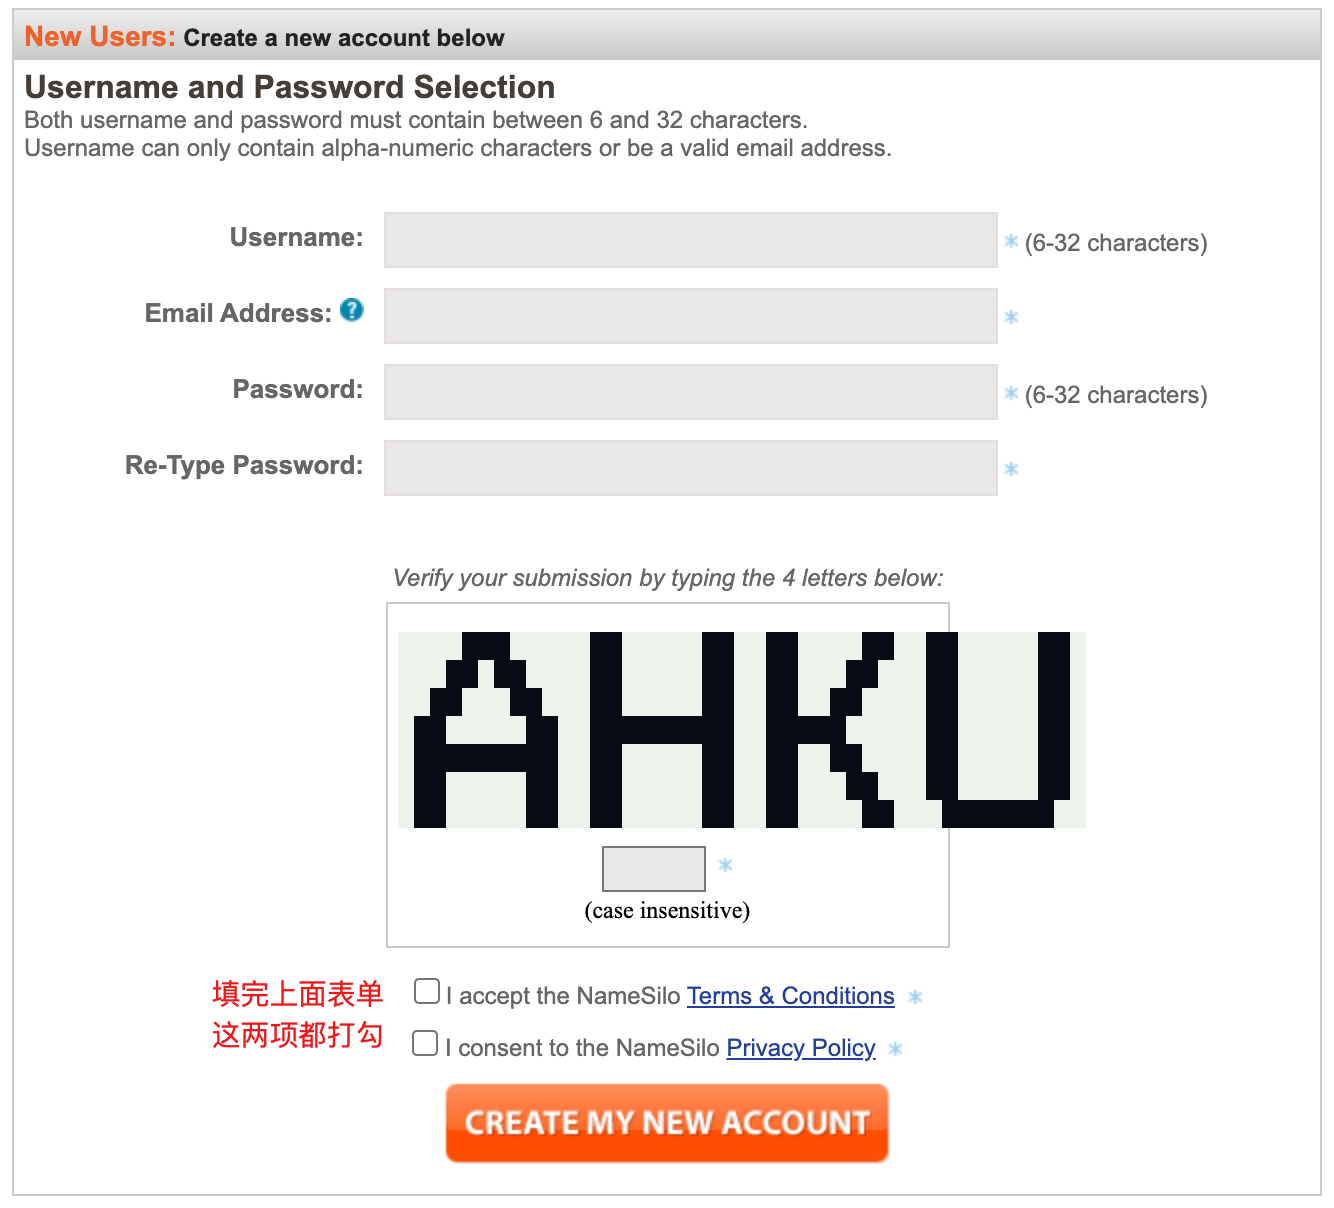 New Users: Create a new account below
Username and Password Selection
Both username and password must contain between 6 and 32 characters.
Username can only contain alpha-numeric characters or be a valid email address.
Username: * (6-32 characters)
Email Address: ? *
Password: * (6-32 characters)
Re-Type Password: *
Verify your submission by typing the 4 letters below:
AHKU
*
(case insensitive)
填完上面表单 I accept the NameSilo Terms & Conditions *
这两项都打勾 I consent to the NameSilo Privacy Policy *
CREATE MY NEW ACCOUNT